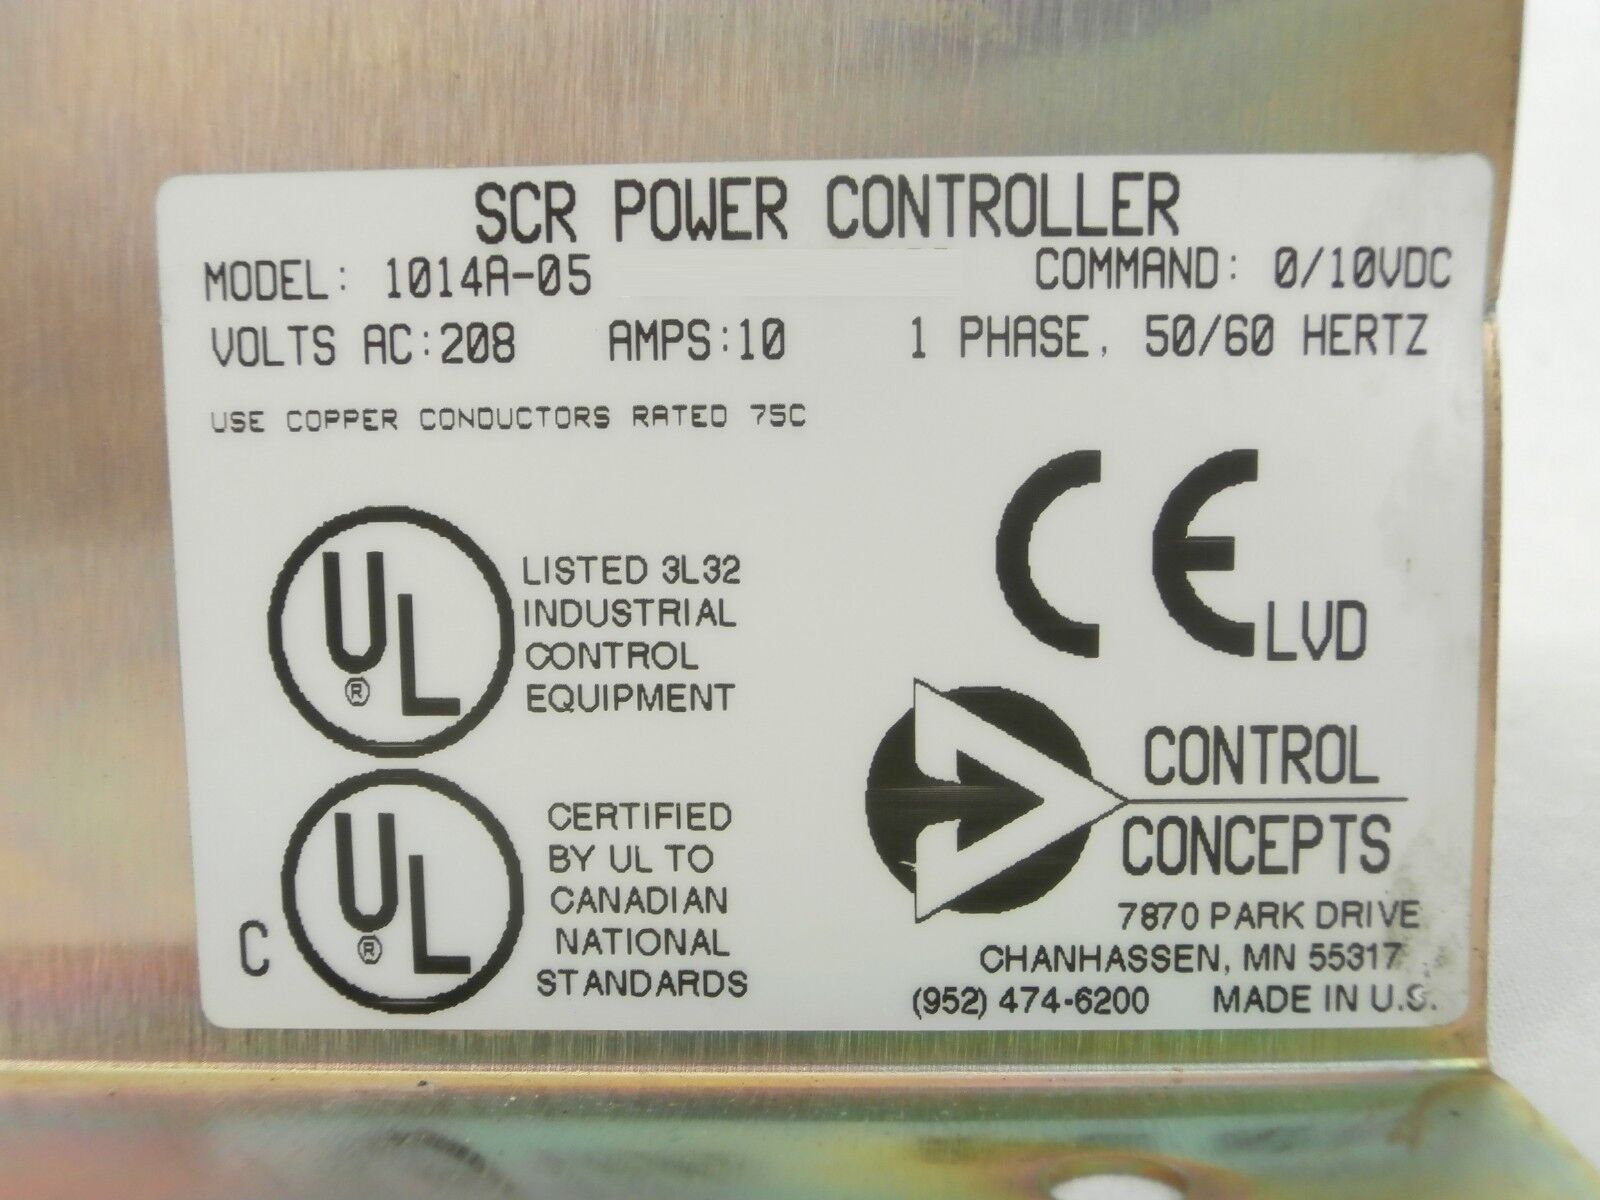 SCR POWER CONTROLLER
MODEL: 1014A-05 COMMAND: 0/10VDC
VOLTS AC:208 AMPS:10 1 PHASE, 50/60 HERTZ
USE COPPER CONDUCTORS RATED 75C
UL
®
LISTED 3L32
INDUSTRIAL
CONTROL
EQUIPMENT
CE LVD
C UL
®
CERTIFIED
BY UL TO
CANADIAN
NATIONAL
STANDARDS
CONTROL
CONCEPTS
7870 PARK DRIVE
CHANHASSEN, MN 55317
(952) 474-6200 MADE IN U.S.